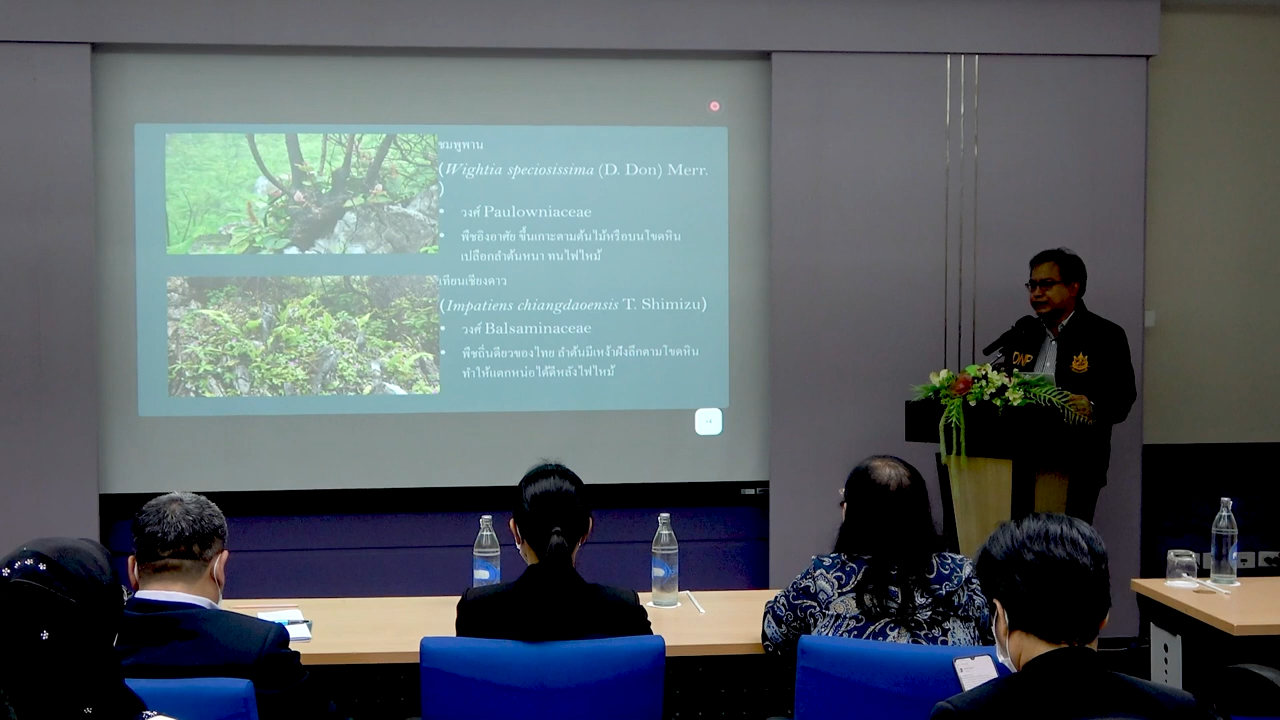 ชมพูพาน
(Wightia speciosissima (D. Don) Merr.
)
• วงศ์ Paulowniaceae
• พืชอิงอาศัย ขึ้นเกาะตามต้นไม้หรือบนโขดหิน
เปลือกลำต้นหนา ทนไฟไหม้
เทียนเชียงดาว
(Impatiens chiangdaoensis T. Shimizu)
• วงศ์ Balsaminaceae
• พืชถิ่นเดียวของไทย ลำต้นมีเหง้าฝังลึกตามโขดหิน
ทำให้แตกหน่อได้ดีหลังไฟไหม้
DNP